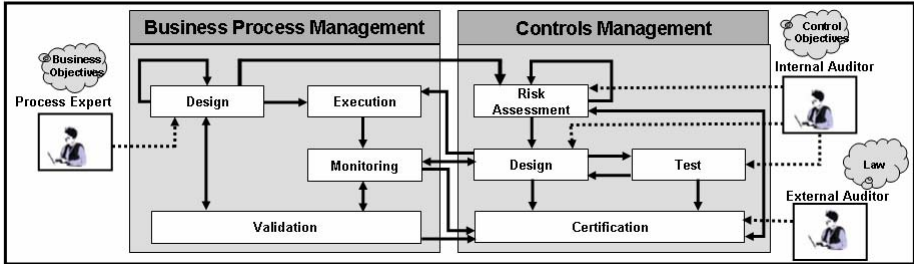 Business Process Management
Controls Management
Business
Objectives
Process Expert
Control
Objectives
Internal Auditor
Design
Execution
Risk
Assessment
Monitoring
Design
Test
Law
External Auditor
Validation
Certification